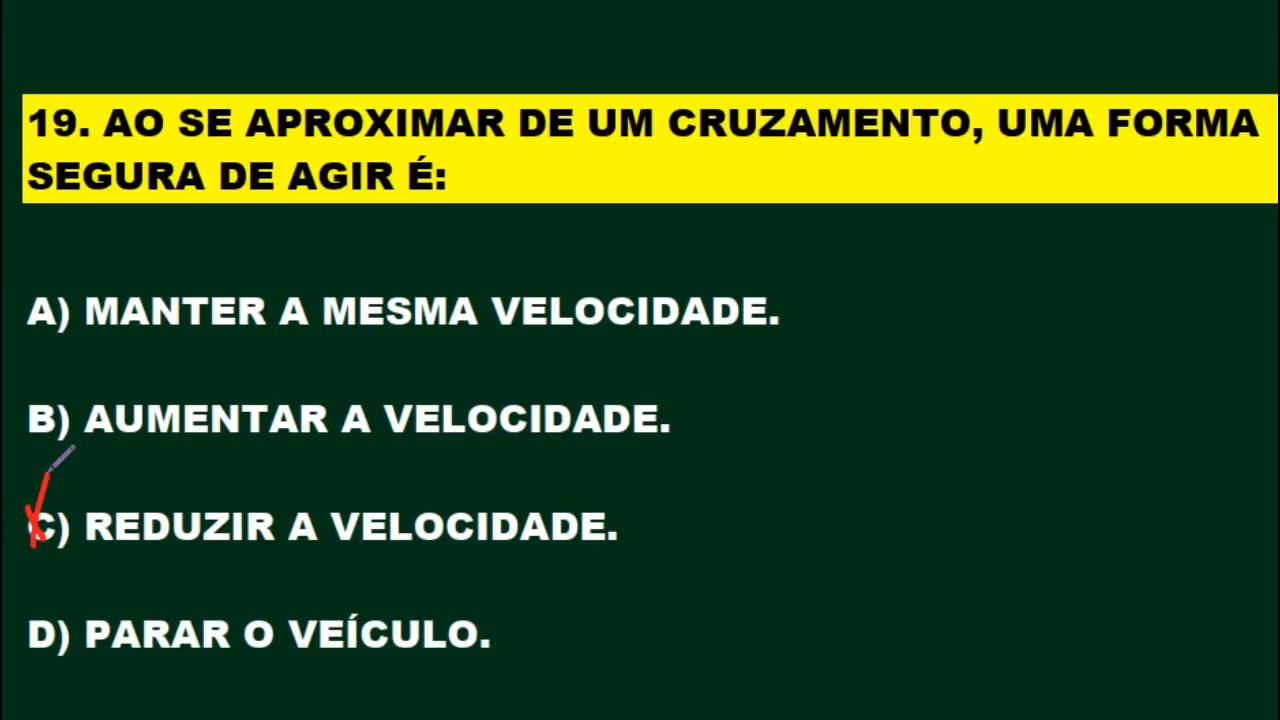 19. AO SE APROXIMAR DE UM CRUZAMENTO, UMA FORMA
SEGURA DE AGIR É:
A) MANTER A MESMA VELOCIDADE.
B) AUMENTAR A VELOCIDADE.
C) REDUZIR A VELOCIDADE.
D) PARAR O VEÍCULO.